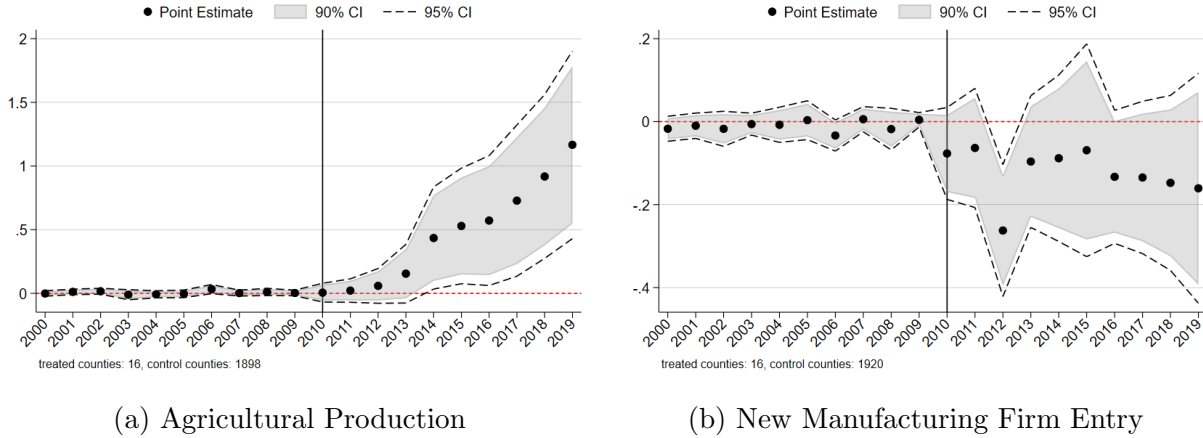 Point Estimate 90% CI 95% CI
2
1.5
1
.5
0
2000 2001 2002 2003 2004 2005 2006 2007 2008 2009 2010 2011 2012 2013 2014 2015 2016 2017 2018 2019
treated counties: 16, control counties: 1898
(a) Agricultural Production
Point Estimate 90% CI 95% CI
.2
0
-.2
-.4
2000 2001 2002 2003 2004 2005 2006 2007 2008 2009 2010 2011 2012 2013 2014 2015 2016 2017 2018 2019
treated counties: 16, control counties: 1920
(b) New Manufacturing Firm Entry